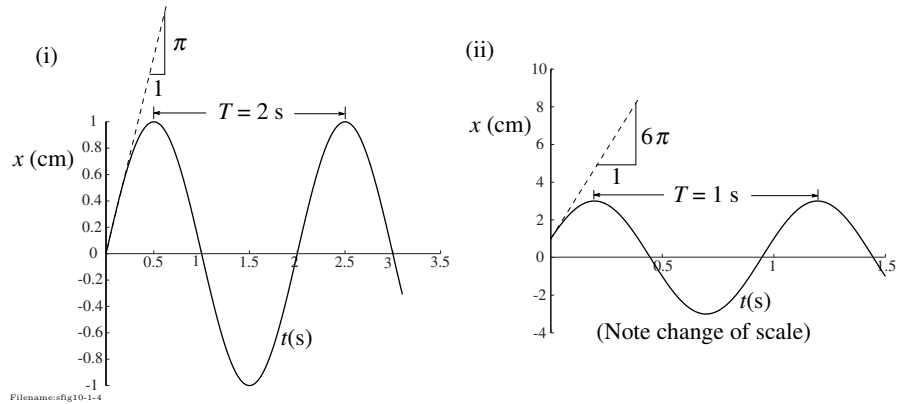 (i)
π
1
T = 2 s
x (cm)
1
0.8
0.6
0.4
0.2
0
-0.2
-0.4
-0.6
-0.8
-1
0.5
1
1.5
2
2.5
3
3.5
t(s)
Filename:sfig10-1-4
(ii)
x (cm)
10
8
6
4
2
0
-2
-4
6π
1
T = 1 s
0.5
1
1.5
t(s)
(Note change of scale)